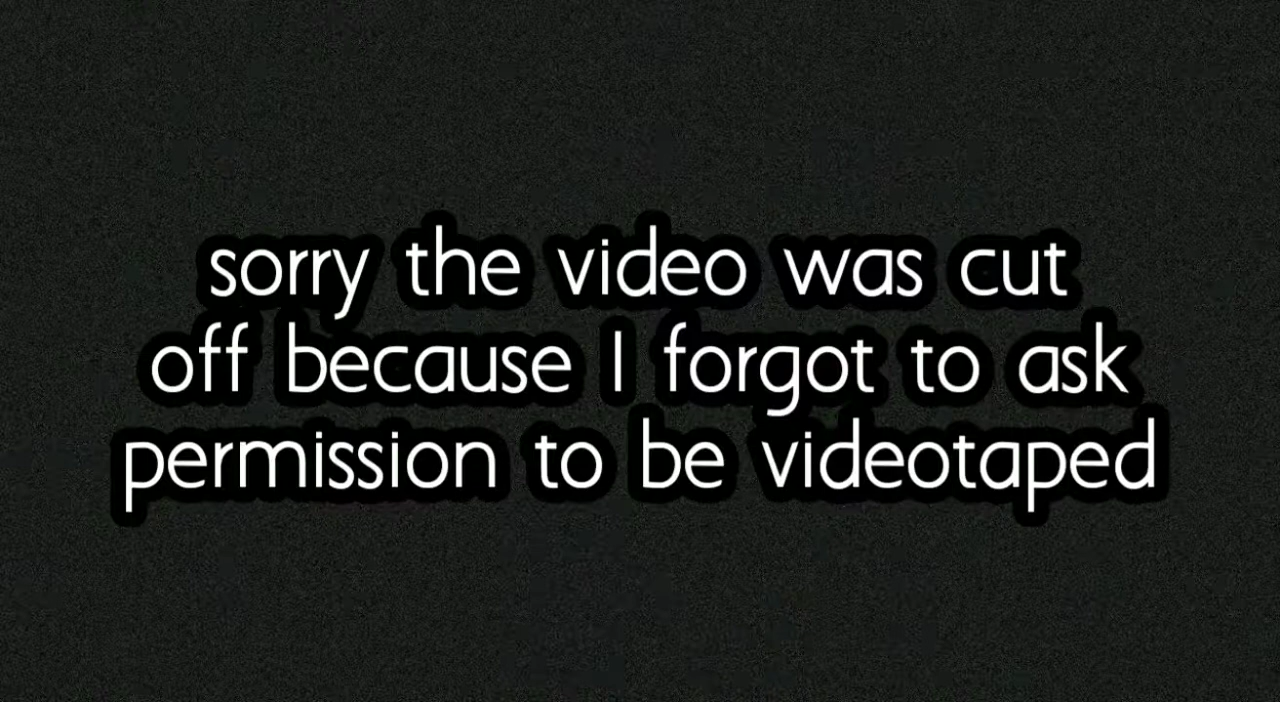 sorry the video was cut
off because I forgot to ask
permission to be videotaped